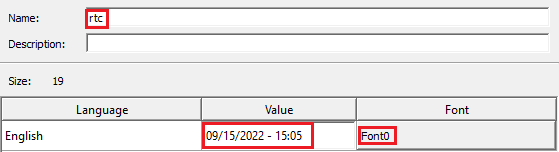 Name: rtc
Description:
Size: 19
Language Value Font
English 09/15/2022 - 15:05 Font0